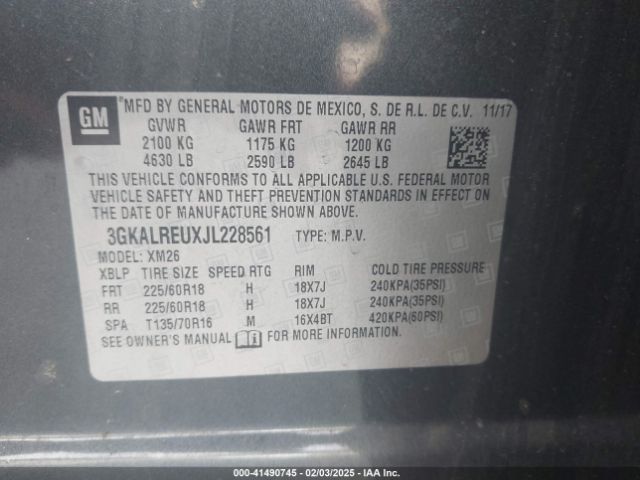 GM
MFD BY GENERAL MOTORS DE MEXICO, S. DE R.L. DE C.V. 11/17
GVWR GAWR FRT GAWR RR
2100 KG 1175 KG 1200 KG
4630 LB 2590 LB 2645 LB
THIS VEHICLE CONFORMS TO ALL APPLICABLE U.S. FEDERAL MOTOR
VEHICLE SAFETY AND THEFT PREVENTION STANDARDS IN EFFECT ON
THE DATE OF MANUFACTURE SHOWN ABOVE.
3GKALREUXJL228561 TYPE: M.P.V.
MODEL: XM26
XBLP TIRE SIZE SPEED RTG RIM COLD TIRE PRESSURE
FRT 225/60R18 H 18X7J 240KPA(35PSI)
RR 225/60R18 H 18X7J 240KPA(35PSI)
SPA T135/70R16 M 16X4BT 420KPA(60PSI)
SEE OWNER'S MANUAL FOR MORE INFORMATION.
000-41490745 - 02/03/2025 - IAA Inc.